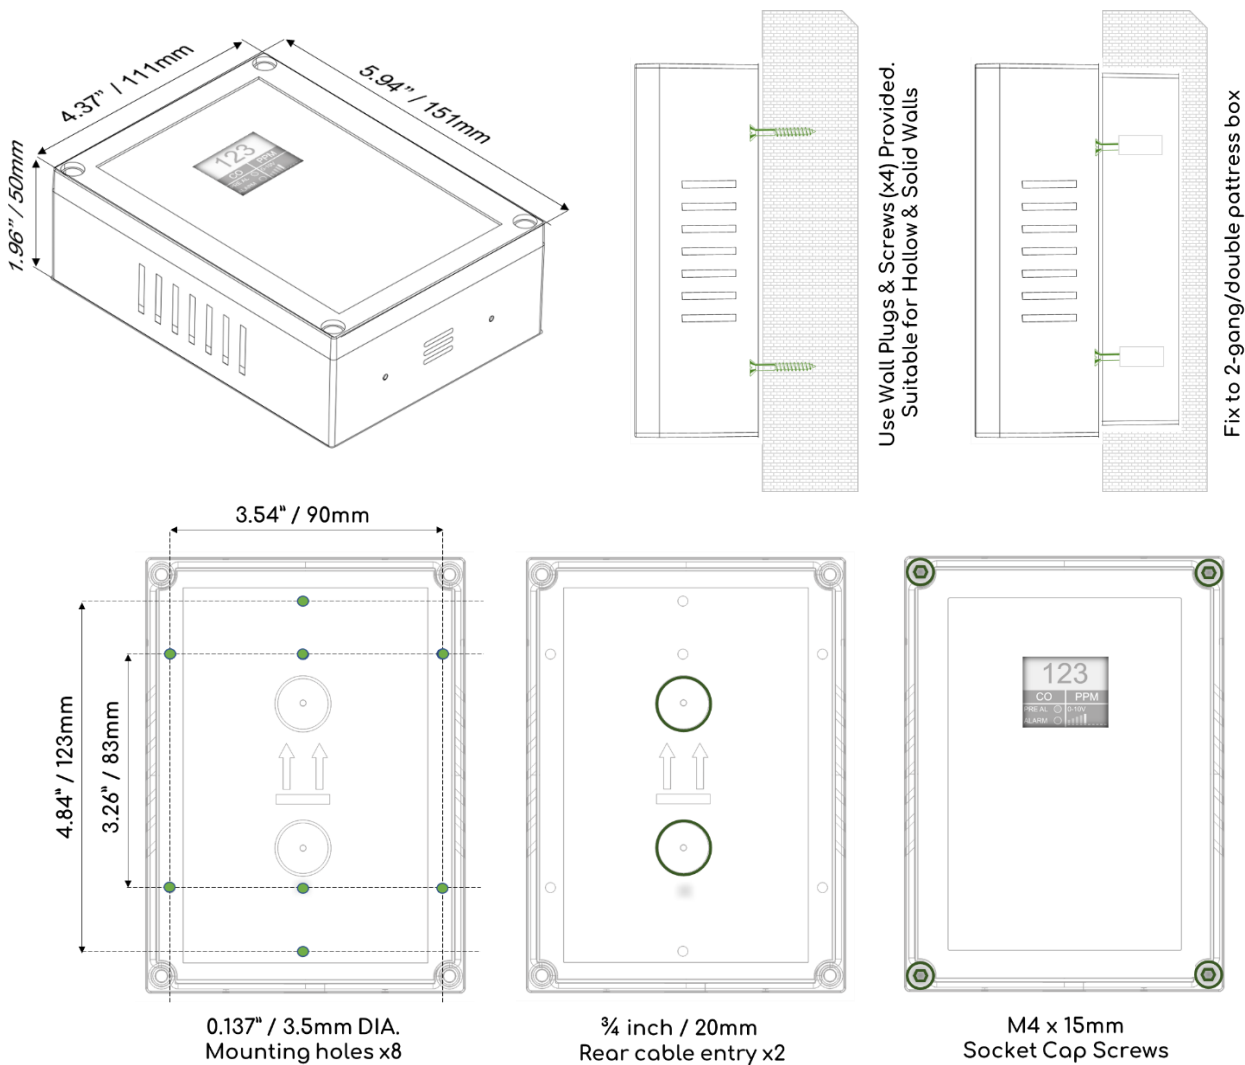 4.37" / 111mm
5.94" / 151mm
1.96" / 50mm
123
CO PPM
Use Wall Plugs & Screws (x4) Provided.
Suitable for Hollow & Solid Walls
Fix to 2-gang/double pattress box
3.54" / 90mm
4.84" / 123mm
3.26" / 83mm
0.137" / 3.5mm DIA.
Mounting holes x8
¾ inch / 20mm
Rear cable entry x2
123
CO PPM
PRE AL 0-10V
ALARM
M4 x 15mm
Socket Cap Screws